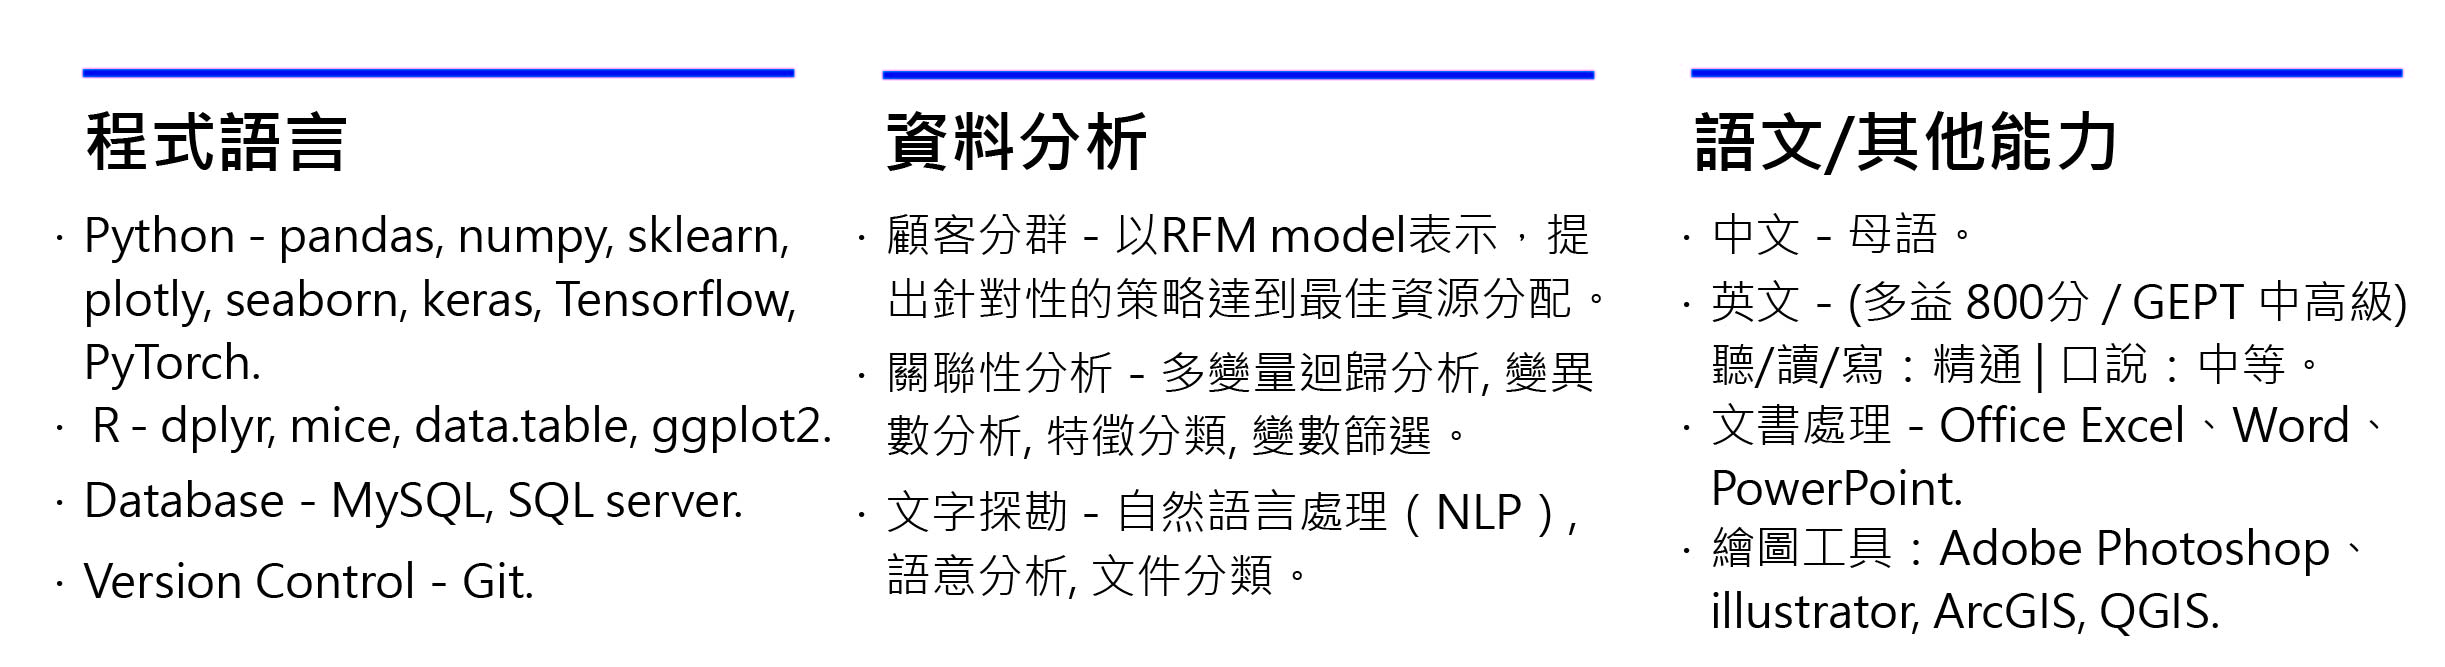 程式語言
· Python - pandas, numpy, sklearn,
plotly, seaborn, keras, Tensorflow,
PyTorch.
· R - dplyr, mice, data.table, ggplot2.
· Database - MySQL, SQL server.
· Version Control - Git.
資料分析
· 顧客分群 - 以RFM model表示，提
出針對性的策略達到最佳資源分配。
· 關聯性分析 - 多變量迴歸分析, 變異
數分析, 特徵分類, 變數篩選。
· 文字探勘 - 自然語言處理（NLP）,
語意分析, 文件分類。
語文/其他能力
· 中文 - 母語。
· 英文 - (多益 800分 / GEPT 中高級)
聽/讀/寫：精通 | 口說：中等。
· 文書處理 - Office Excel、Word、
PowerPoint.
· 繪圖工具：Adobe Photoshop、
illustrator, ArcGIS, QGIS.